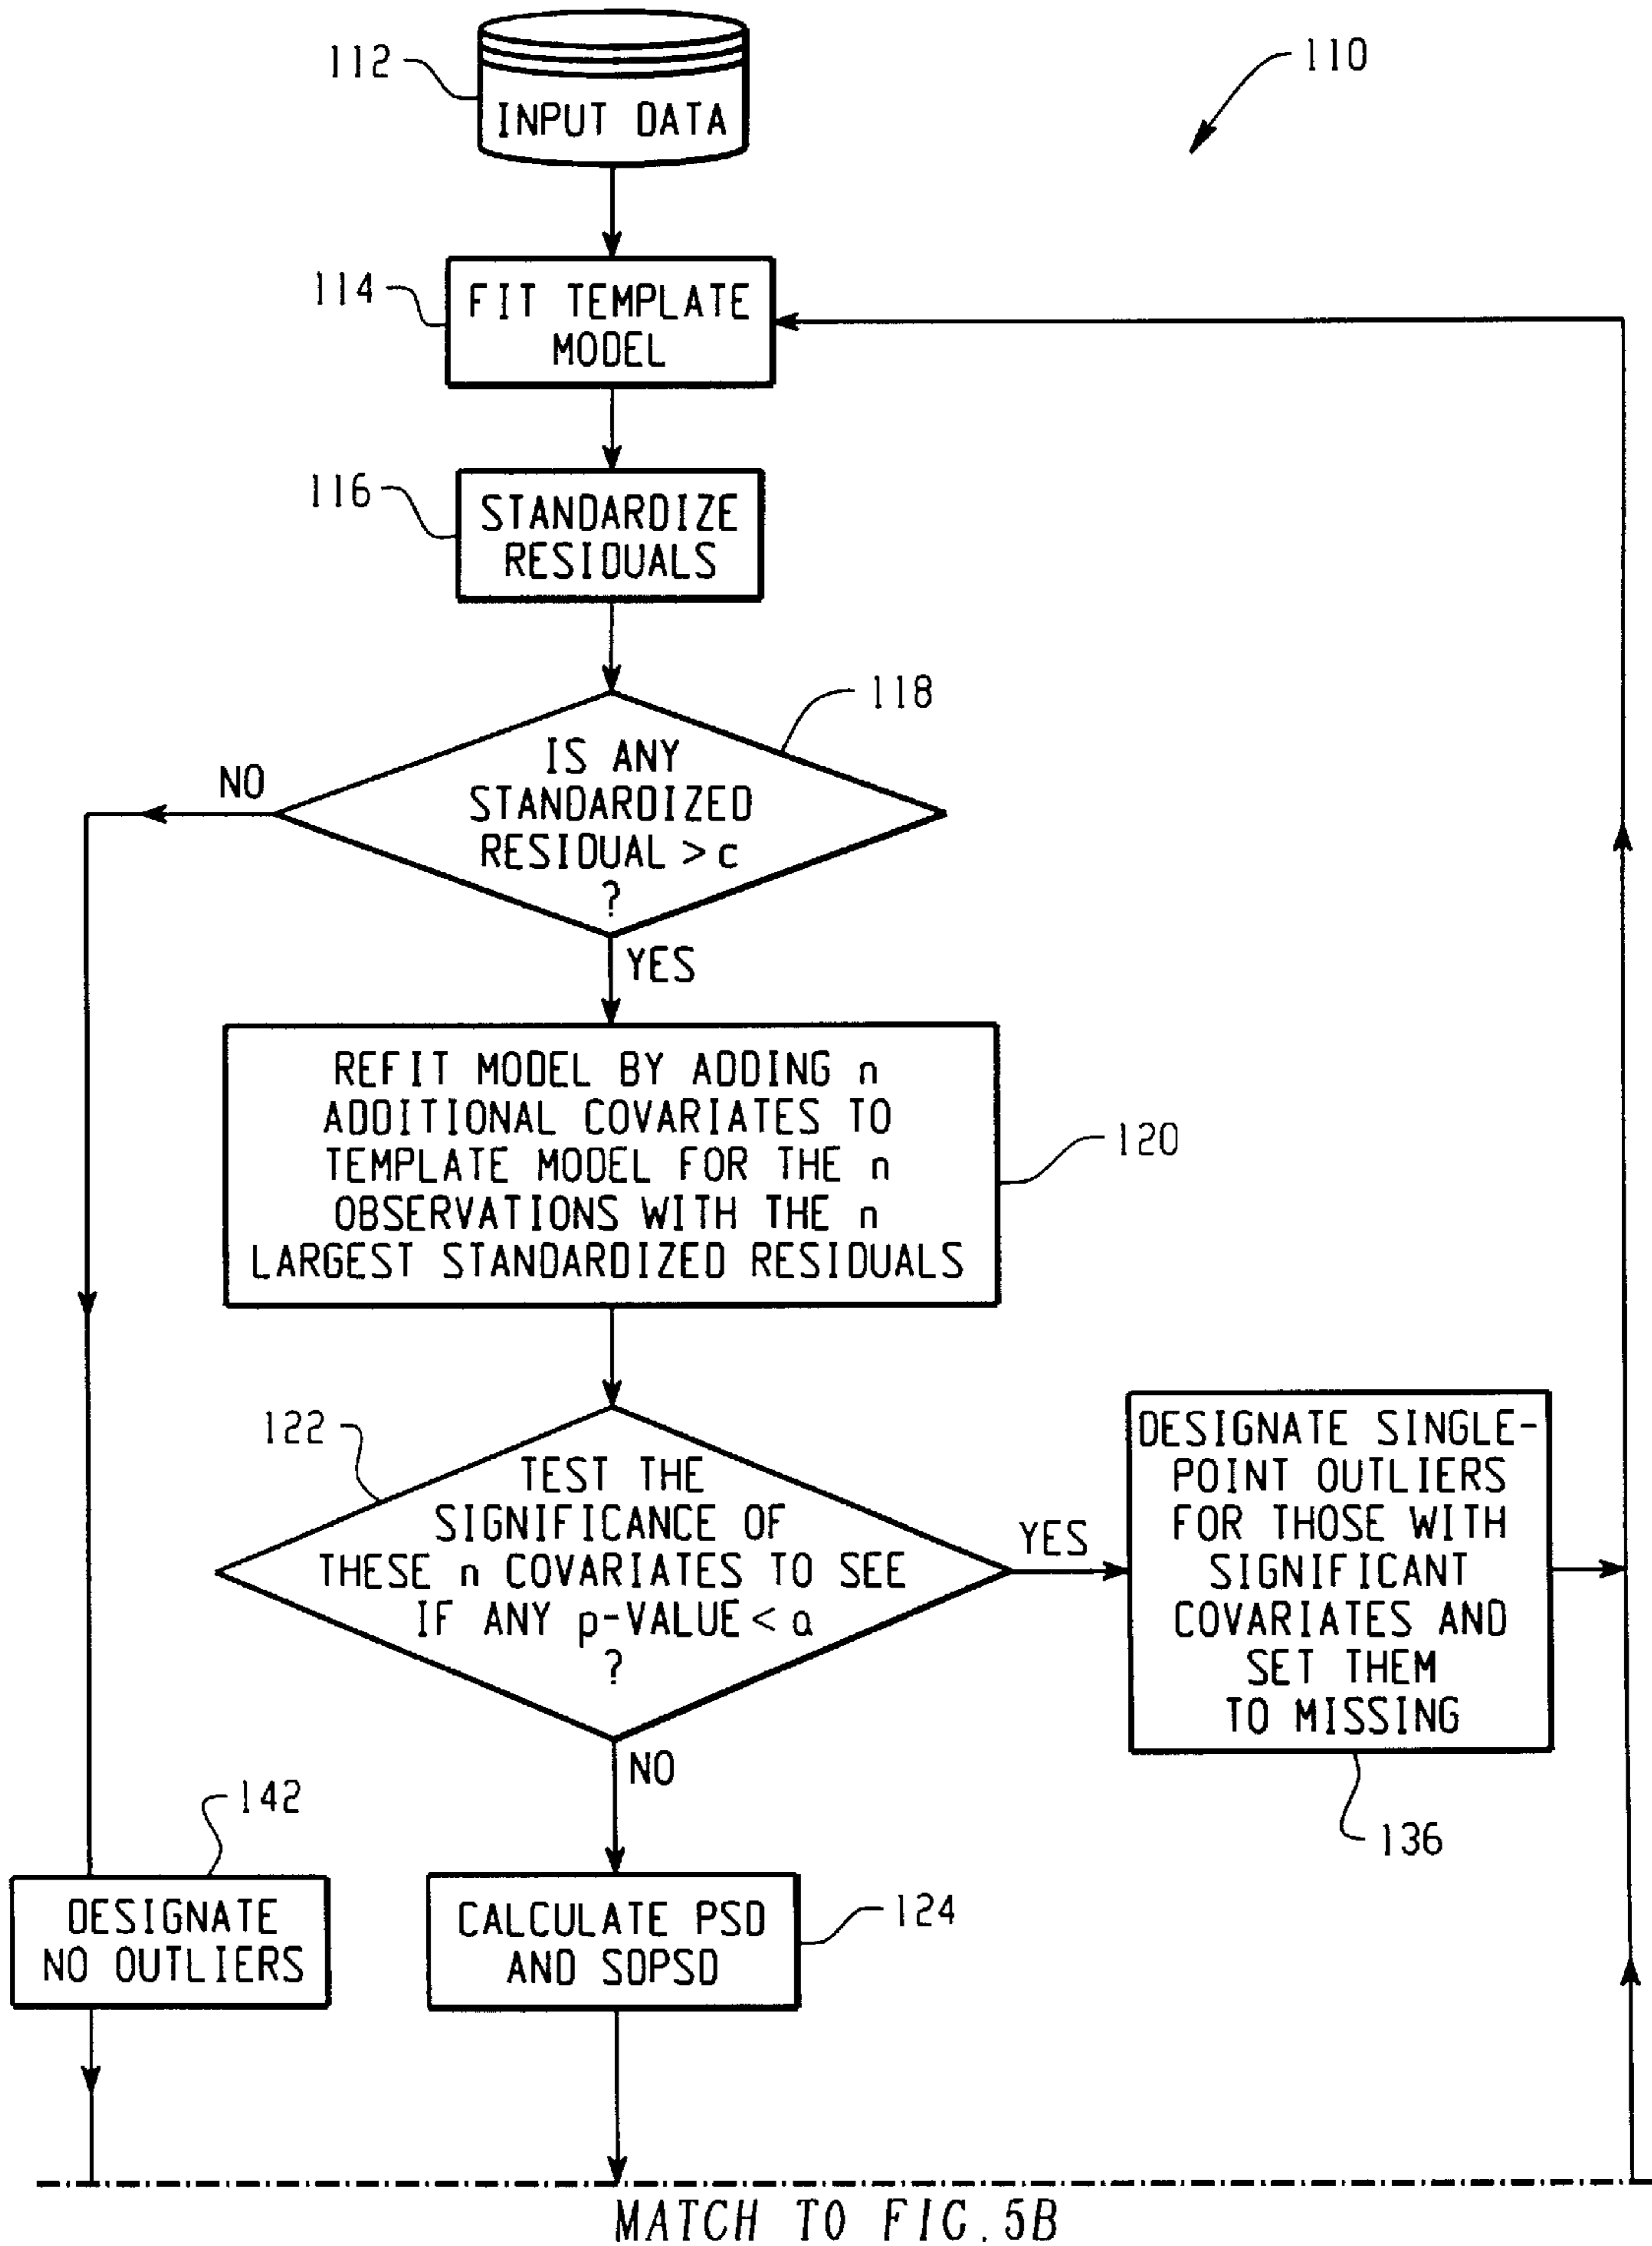 112
INPUT DATA
110
114
FIT TEMPLATE
MODEL
116
STANDARDIZE
RESIDUALS
118
IS ANY
STANDARDIZED
RESIDUAL > c
?
NO
YES
REFIT MODEL BY ADDING n
ADDITIONAL COVARIATES TO
TEMPLATE MODEL FOR THE n
OBSERVATIONS WITH THE n
LARGEST STANDARDIZED RESIDUALS
120
122
TEST THE
SIGNIFICANCE OF
THESE n COVARIATES TO SEE
IF ANY p-VALUE < a
?
YES
DESIGNATE SINGLE-
POINT OUTLIERS
FOR THOSE WITH
SIGNIFICANT
COVARIATES AND
SET THEM
TO MISSING
136
NO
142
DESIGNATE
NO OUTLIERS
CALCULATE PSD
AND SDPSD
124
MATCH TO FIG.5B